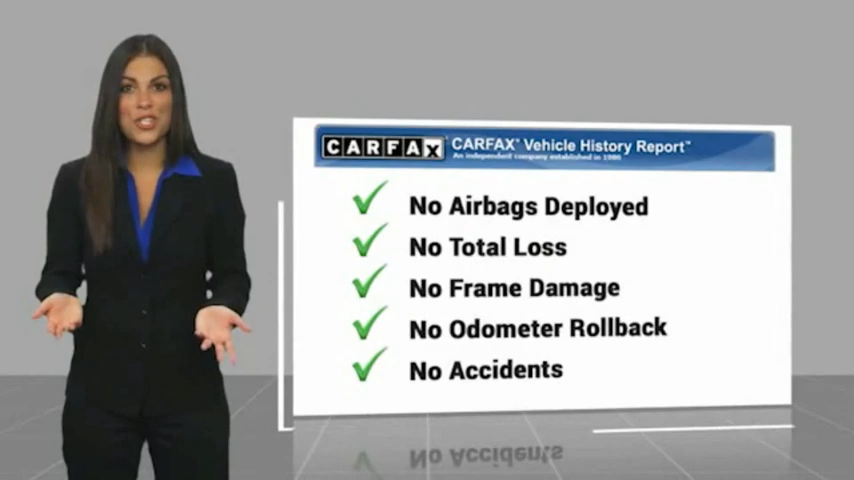 CARFAX CARFAX® Vehicle History Report™
An independent company established in 1986
No Airbags Deployed
No Total Loss
No Frame Damage
No Odometer Rollback
No Accidents
No Accidents